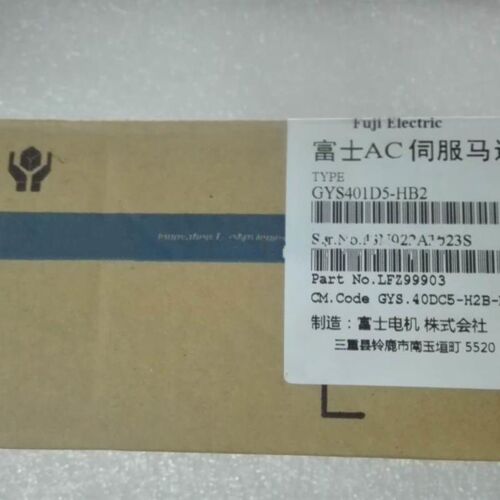 Fuji Electric
富士AC 伺服马达
TYPE
GYS401D5-HB2
Part No.LFZ99903
CM.Code GYS.40DC5-H2B-
制造：富士电机 株式会社
三重县铃鹿市南玉垣町 5520